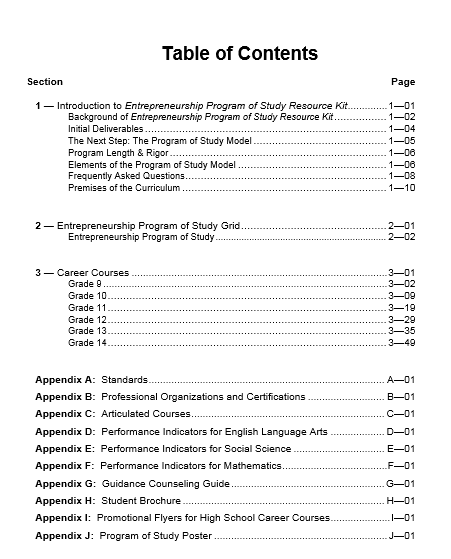 Table of Contents
Section Page
1 — Introduction to Entrepreneurship Program of Study Resource Kit............1—01
Background of Entrepreneurship Program of Study Resource Kit..................1—02
Initial Deliverables..................1—04
The Next Step: The Program of Study Model..................1—05
Program Length & Rigor..................1—06
Elements of the Program of Study Model..................1—06
Frequently Asked Questions..................1—08
Premises of the Curriculum..................1—10
2 — Entrepreneurship Program of Study Grid..................2—01
Entrepreneurship Program of Study..................2—02
3 — Career Courses..................3—01
Grade 9..................3—02
Grade 10..................3—09
Grade 11..................3—19
Grade 12..................3—29
Grade 13..................3—35
Grade 14..................3—49
Appendix A: Standards..................A—01
Appendix B: Professional Organizations and Certifications..................B—01
Appendix C: Articulated Courses..................C—01
Appendix D: Performance Indicators for English Language Arts..................D—01
Appendix E: Performance Indicators for Social Science..................E—01
Appendix F: Performance Indicators for Mathematics..................F—01
Appendix G: Guidance Counseling Guide..................G—01
Appendix H: Student Brochure..................H—01
Appendix I: Promotional Flyers for High School Career Courses..................I—01
Appendix J: Program of Study Poster..................J—01